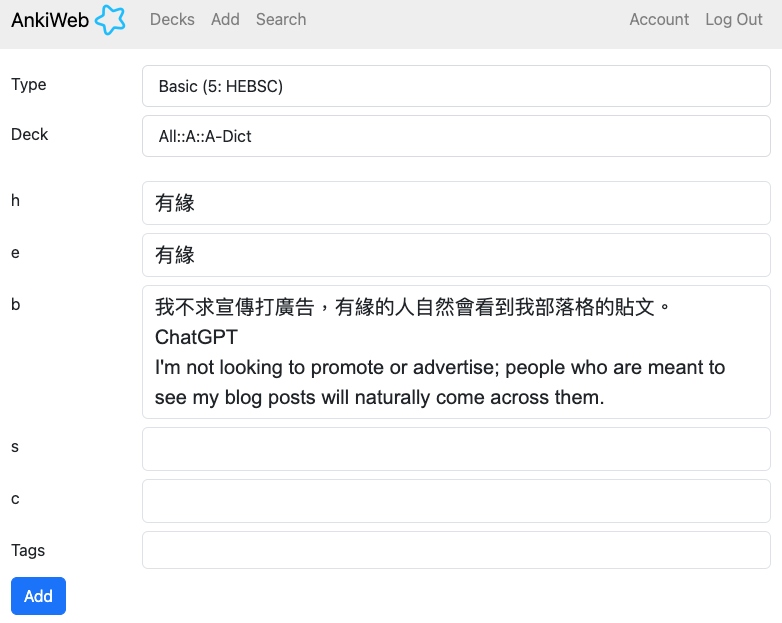 AnkiWeb Decks Add Search Account Log Out
Type Basic (5: HEBSC)
Deck All::A::A-Dict
h 有緣
e 有緣
b 我不求宣傳打廣告，有緣的人自然會看到我部落格的貼文。
ChatGPT
I'm not looking to promote or advertise; people who are meant to
see my blog posts will naturally come across them.
s
c
Tags
Add